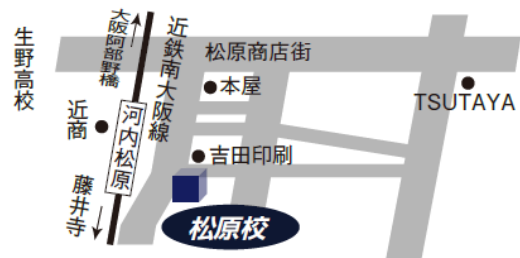 生野高校
大阪阿部野橋
近鉄南大阪線
松原商店街
本屋
TSUTAYA
近商
河内松原
吉田印刷
藤井寺
松原校